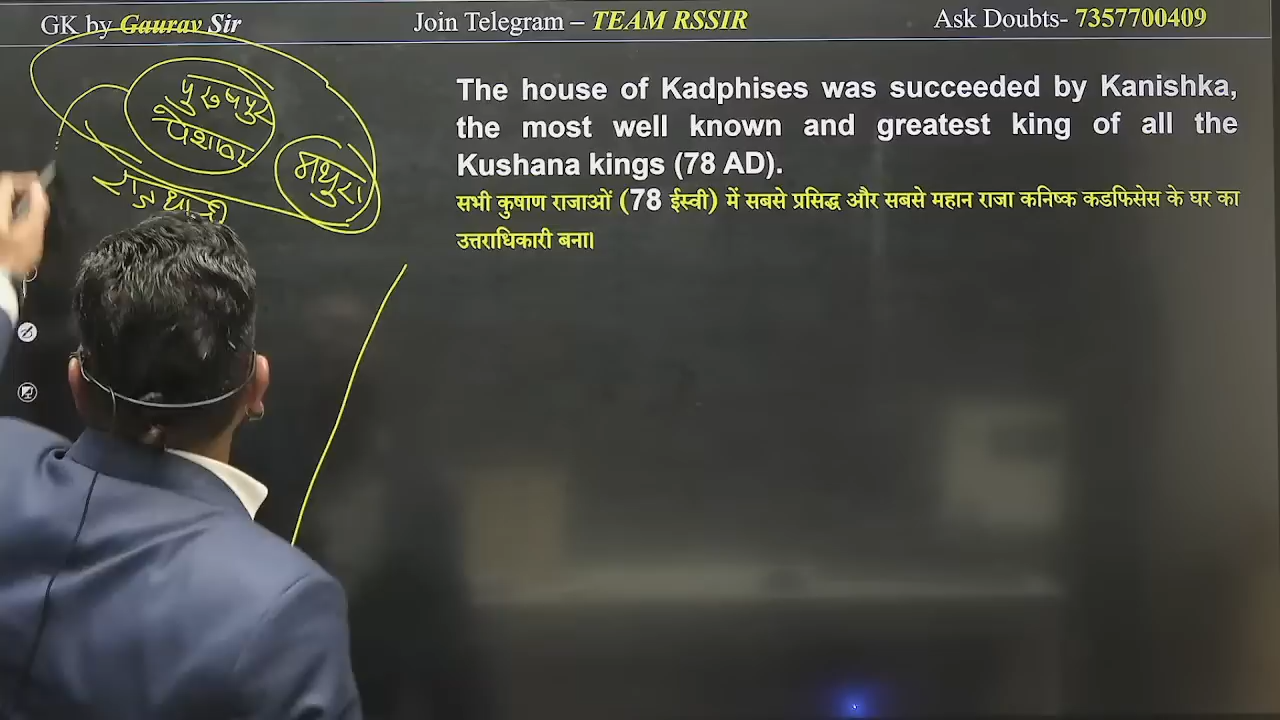 GK by Gaurav Sir
Join Telegram – TEAM RSSIR
Ask Doubts- 7357700409
The house of Kadphises was succeeded by Kanishka,
the most well known and greatest king of all the
Kushana kings (78 AD).
सभी कुषाण राजाओं (78 ईस्वी) में सबसे प्रसिद्ध और सबसे महान राजा कनिष्क कडफिसेस के घर का
उत्तराधिकारी बना।
पुरुषपुर
पेशावर
मथुरा
राजधानी